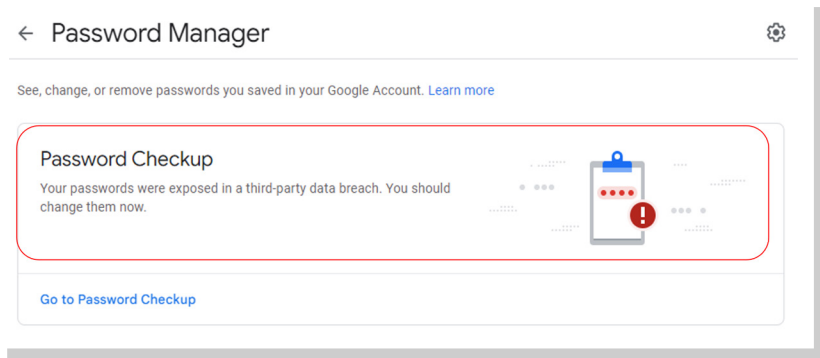 Password Manager
See, change, or remove passwords you saved in your Google Account. Learn more
Password Checkup
Your passwords were exposed in a third-party data breach. You should
change them now.
Go to Password Checkup